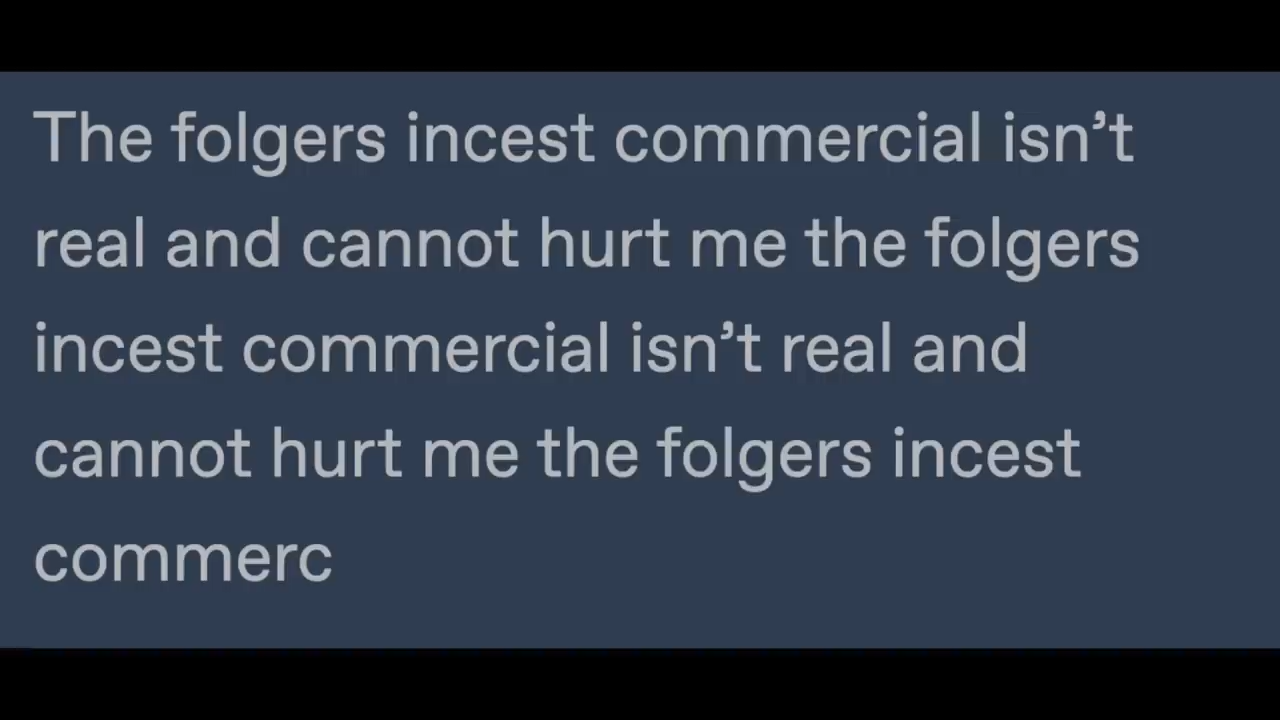 The folgers incest commercial isn’t
real and cannot hurt me the folgers
incest commercial isn’t real and
cannot hurt me the folgers incest
commerc